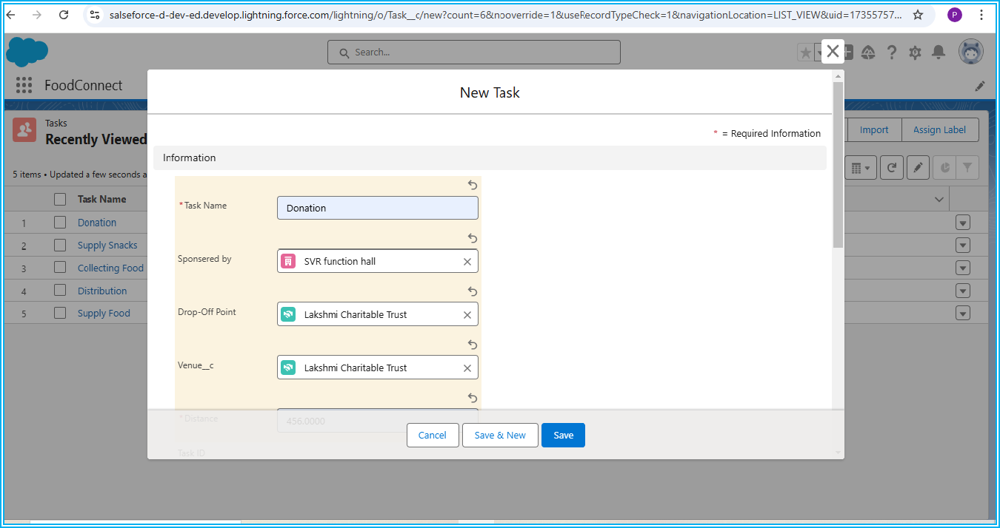 salseforce-d-dev-ed.develop.lightning.force.com/lightning/o/Task__c/new?count=6&nooverride=1&useRecordTypeCheck=1&navigationLocation=LIST_VIEW&uid=17355757...
P
Search...
FoodConnect
New Task
Tasks
Recently Viewed
Import
Assign Label
* = Required Information
Information
5 items • Updated a few seconds a
Task Name
1 Donation
2 Supply Snacks
3 Collecting Food
4 Distribution
5 Supply Food
*Task Name
Donation
Sponsered by
SVR function hall
Drop-Off Point
Lakshmi Charitable Trust
Venue__c
Lakshmi Charitable Trust
*Distance
456.0000
Task ID
Cancel
Save & New
Save